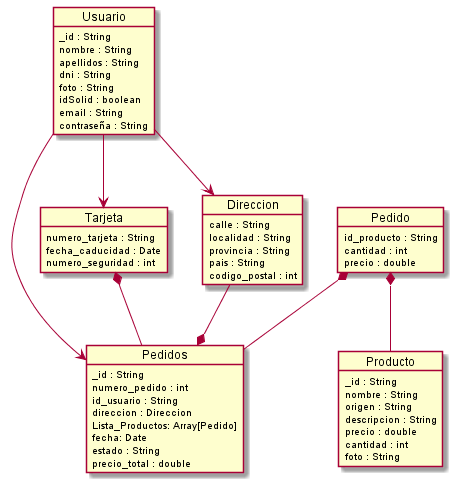 Usuario
_id : String
nombre : String
apellidos : String
dni : String
foto : String
idSolid : boolean
email : String
contraseña : String
Tarjeta
numero_tarjeta : String
fecha_caducidad : Date
numero_seguridad : int
Direccion
calle : String
localidad : String
provincia : String
pais : String
codigo_postal : int
Pedido
id_producto : String
cantidad : int
precio : double
Pedidos
_id : String
numero_pedido : int
id_usuario : String
direccion : Direccion
Lista_Productos: Array[Pedido]
fecha: Date
estado : String
precio_total : double
Producto
_id : String
nombre : String
origen : String
descripcion : String
precio : double
cantidad : int
foto : String